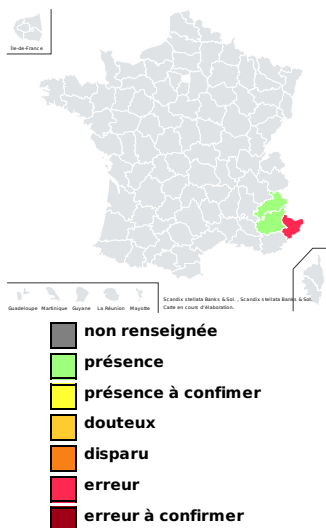 Île-de-France
Guadeloupe Martinique Guyane La Réunion Mayotte
Scandix stellata Banks & Sol. , Scandix stellata Banks & Sol.
Carte en cours d'élaboration.
non renseignée
présence
présence à confimer
douteux
disparu
erreur
erreur à confirmer